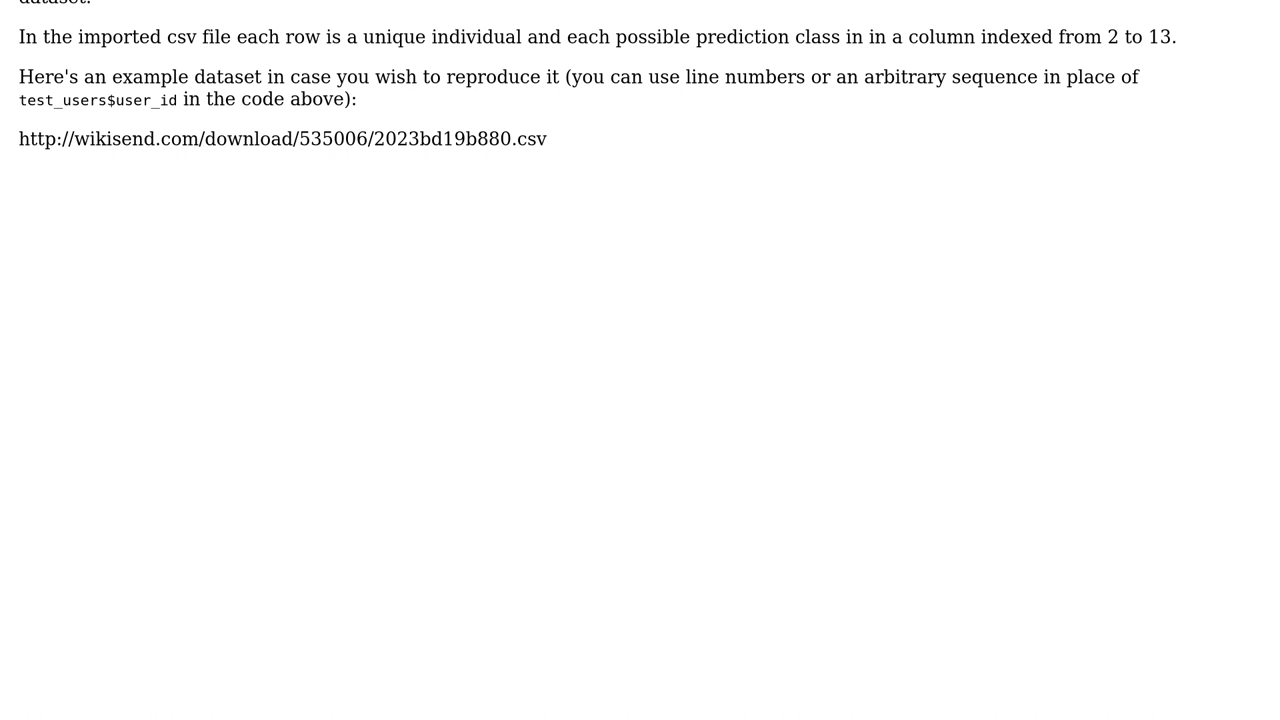 dataset.
In the imported csv file each row is a unique individual and each possible prediction class in in a column indexed from 2 to 13.
Here's an example dataset in case you wish to reproduce it (you can use line numbers or an arbitrary sequence in place of
test_users$user_id in the code above):
http://wikisend.com/download/535006/2023bd19b880.csv